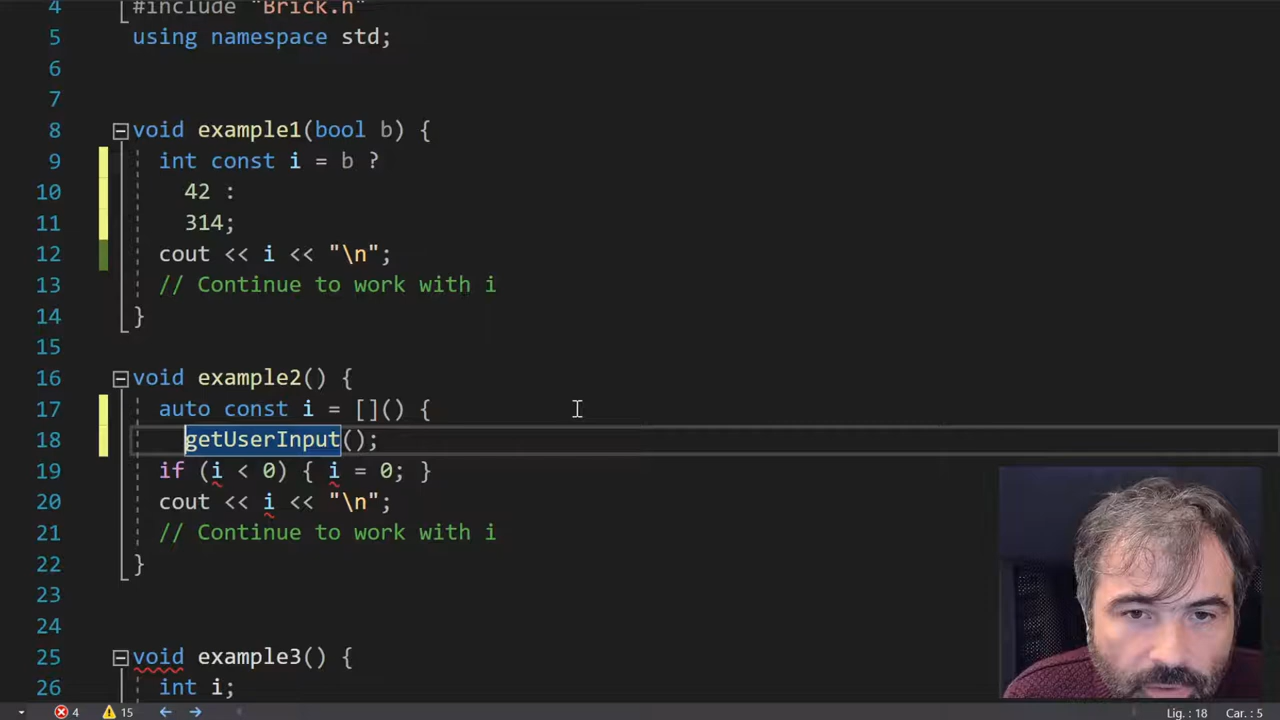 4 #include "Brick.h"
5 using namespace std;
6
7
8 void example1(bool b) {
9 int const i = b ?
10 42 :
11 314;
12 cout << i << "\n";
13 // Continue to work with i
14 }
15
16 void example2() {
17 auto const i = []() {
18 getUserInput();
19 if (i < 0) { i = 0; }
20 cout << i << "\n";
21 // Continue to work with i
22 }
23
24
25 void example3() {
26 int i;
4 15 Lig. : 18 Car. : 5